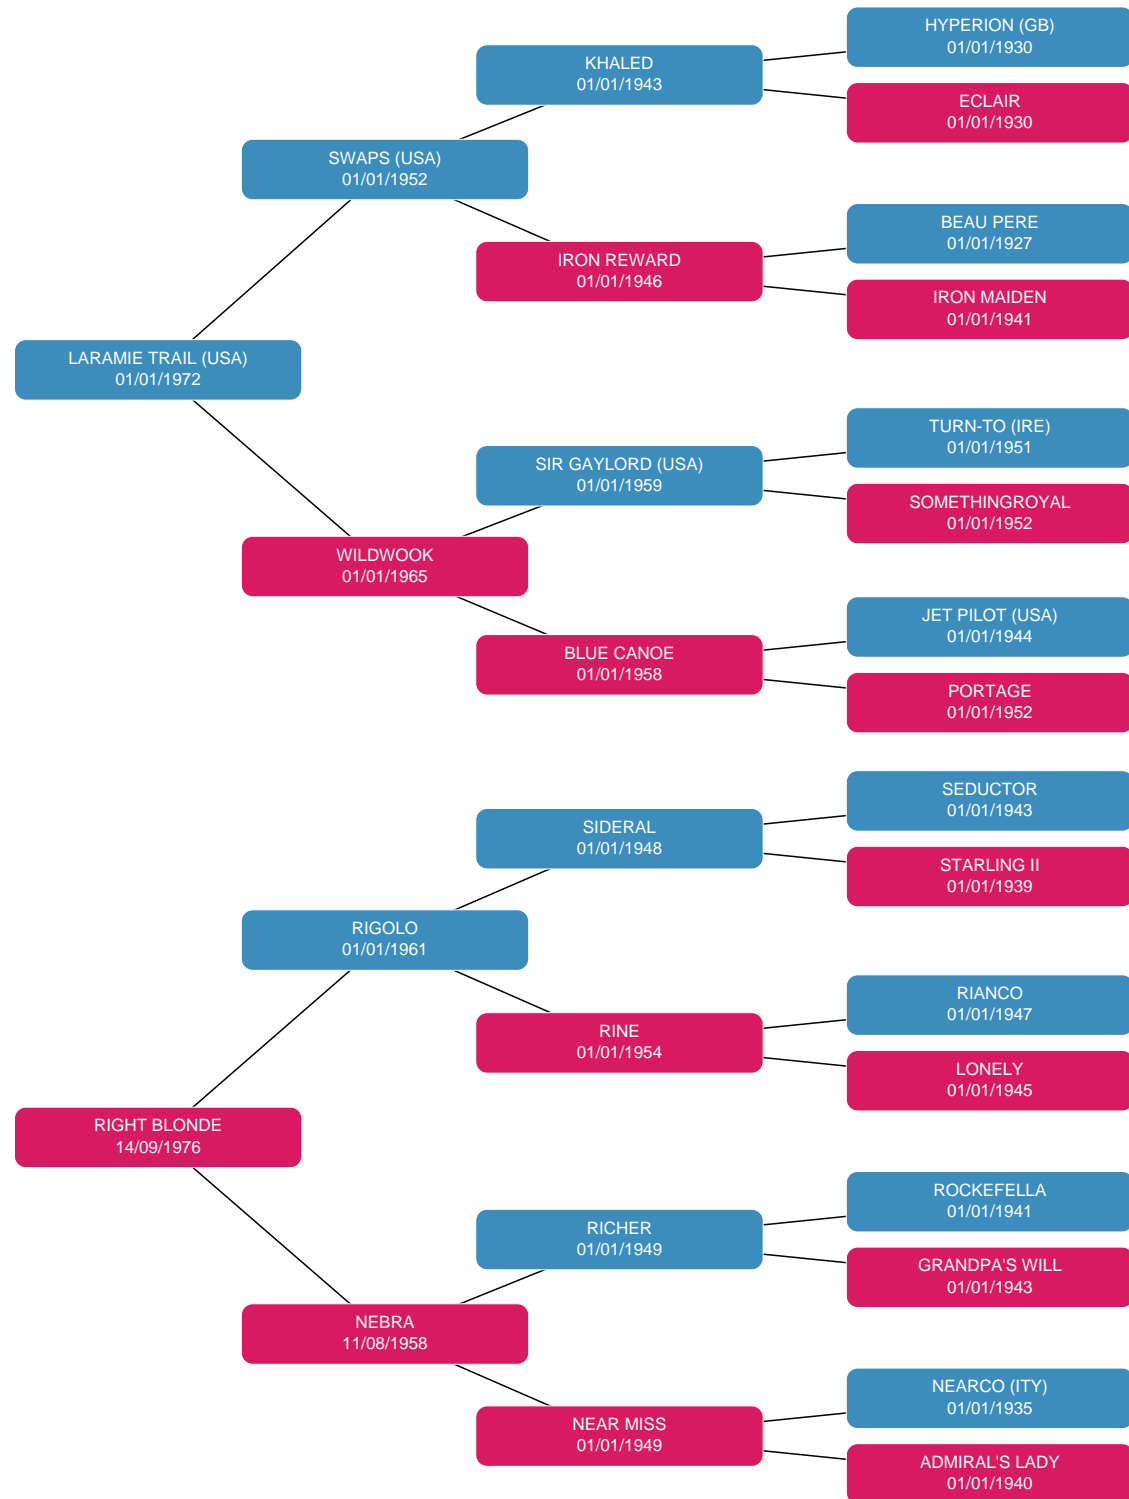 HYPERION (GB)
01/01/1930
KHALED
01/01/1943
ECLAIR
01/01/1930
SWAPS (USA)
01/01/1952
BEAU PERE
01/01/1927
IRON REWARD
01/01/1946
IRON MAIDEN
01/01/1941
LARAMIE TRAIL (USA)
01/01/1972
TURN-TO (IRE)
01/01/1951
SIR GAYLORD (USA)
01/01/1959
SOMETHINGROYAL
01/01/1952
WILDWOOK
01/01/1965
JET PILOT (USA)
01/01/1944
BLUE CANOE
01/01/1958
PORTAGE
01/01/1952
SEDUCTOR
01/01/1943
SIDERAL
01/01/1948
STARLING II
01/01/1939
RIGOLO
01/01/1961
RIANCO
01/01/1947
RINE
01/01/1954
LONELY
01/01/1945
RIGHT BLONDE
14/09/1976
ROCKEFELLA
01/01/1941
RICHER
01/01/1949
GRANDPA'S WILL
01/01/1943
NEBRA
11/08/1958
NEARCO (ITY)
01/01/1935
NEAR MISS
01/01/1949
ADMIRAL'S LADY
01/01/1940